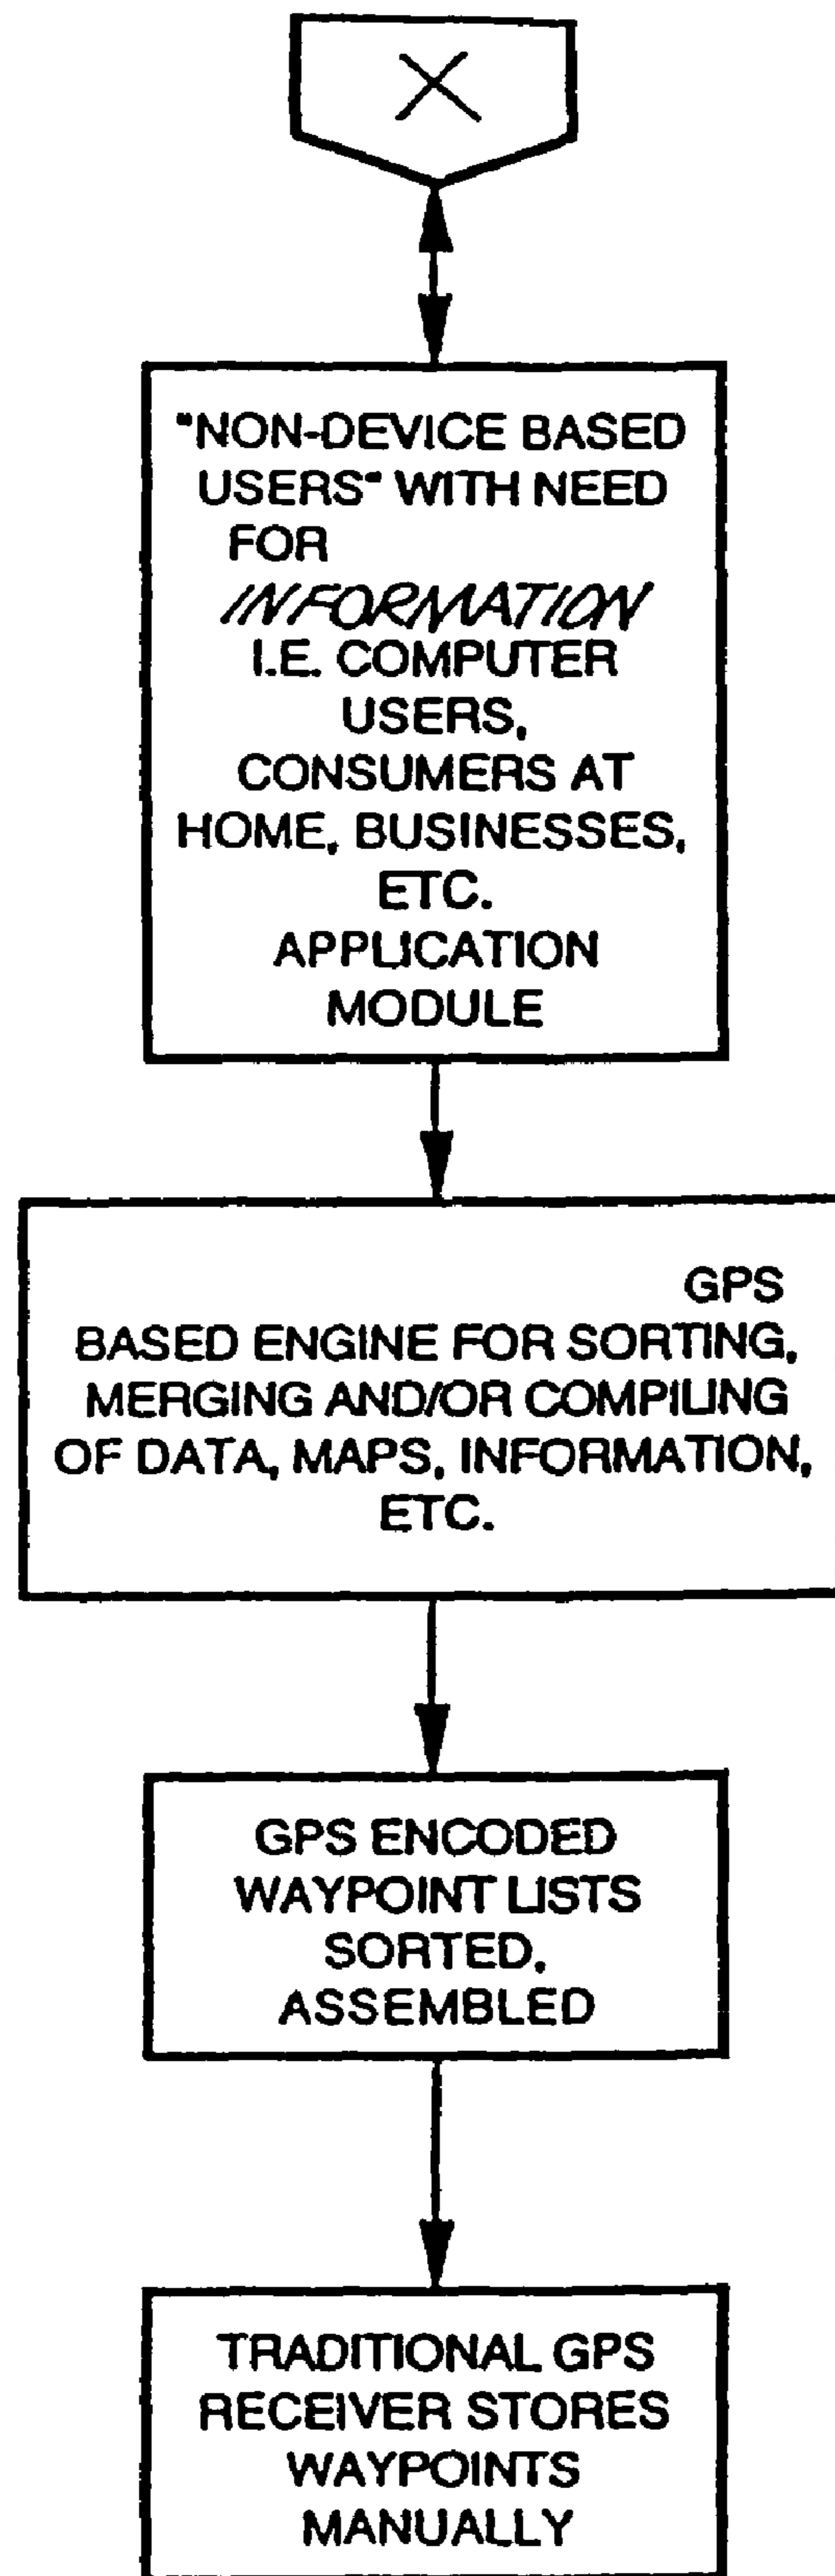 X
"NON-DEVICE BASED
USERS" WITH NEED
FOR
INFORMATION
I.E. COMPUTER
USERS,
CONSUMERS AT
HOME, BUSINESSES,
ETC.
APPLICATION
MODULE
GPS
BASED ENGINE FOR SORTING,
MERGING AND/OR COMPILING
OF DATA, MAPS, INFORMATION,
ETC.
GPS ENCODED
WAYPOINT LISTS
SORTED,
ASSEMBLED
TRADITIONAL GPS
RECEIVER STORES
WAYPOINTS
MANUALLY